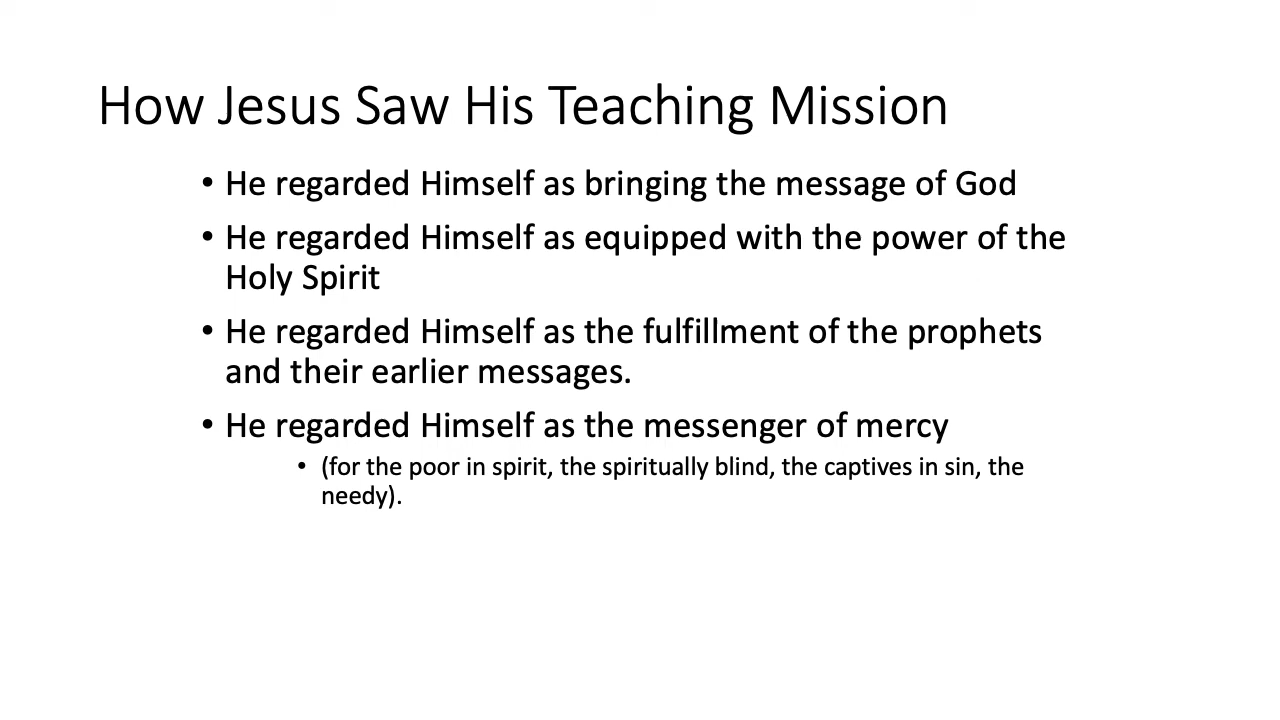 How Jesus Saw His Teaching Mission
• He regarded Himself as bringing the message of God
• He regarded Himself as equipped with the power of the
Holy Spirit
• He regarded Himself as the fulfillment of the prophets
and their earlier messages.
• He regarded Himself as the messenger of mercy
• (for the poor in spirit, the spiritually blind, the captives in sin, the
needy).